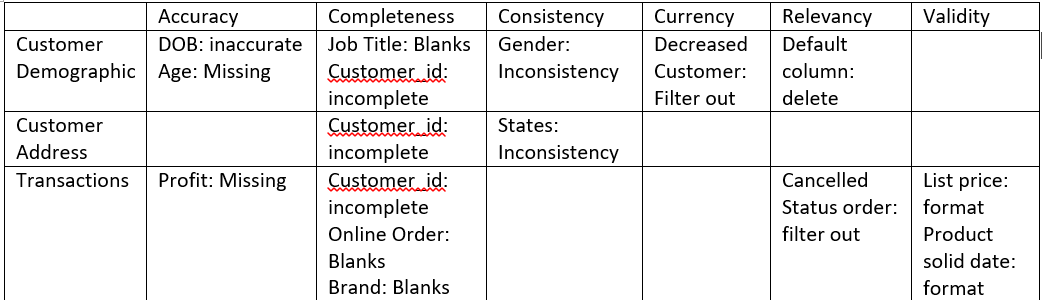 Accuracy Completeness Consistency Currency Relevancy Validity
Customer Demographic
DOB: inaccurate
Age: Missing
Job Title: Blanks
Customer_id:
incomplete
Gender:
Inconsistency
Decreased
Customer:
Filter out
Default
column:
delete
Customer
Address
Customer_id:
incomplete
States:
Inconsistency
Transactions
Profit: Missing
Customer_id:
incomplete
Online Order:
Blanks
Brand: Blanks
Cancelled
Status order:
filter out
List price:
format
Product
solid date:
format